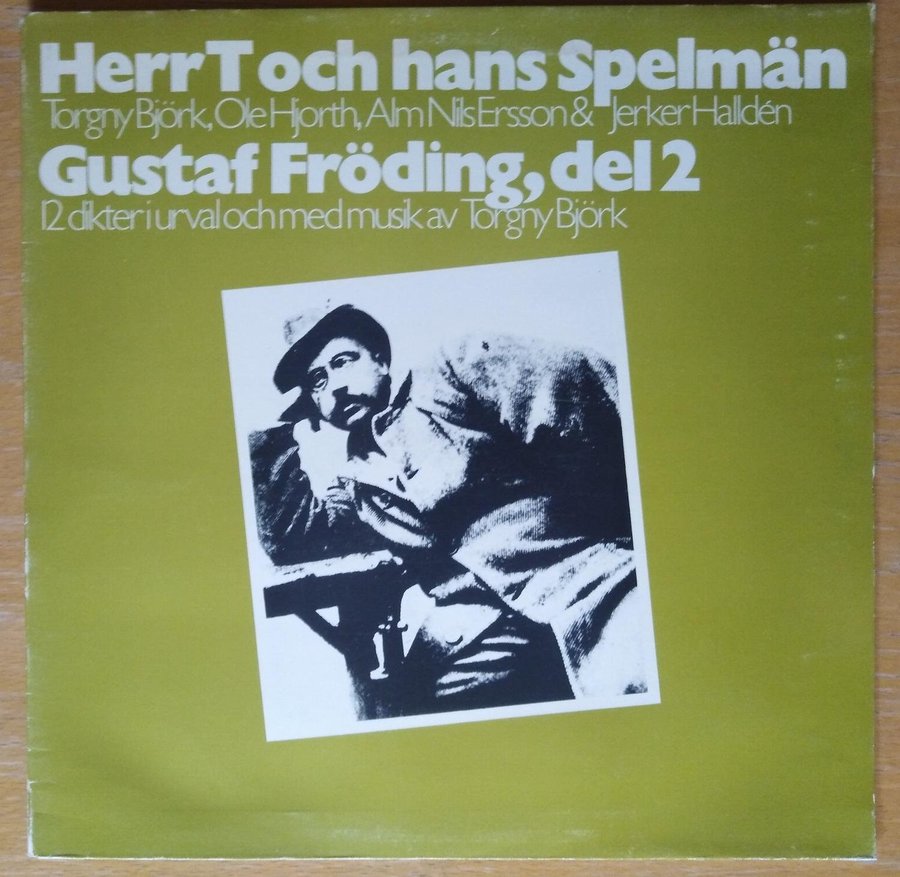 Herr T och hans Spelmän
Torgny Björk, Ole Hjorth, Alm Nils Ersson & Jerker Halldén
Gustaf Fröding, del 2
12 dikter i urval och med musik av Torgny Björk